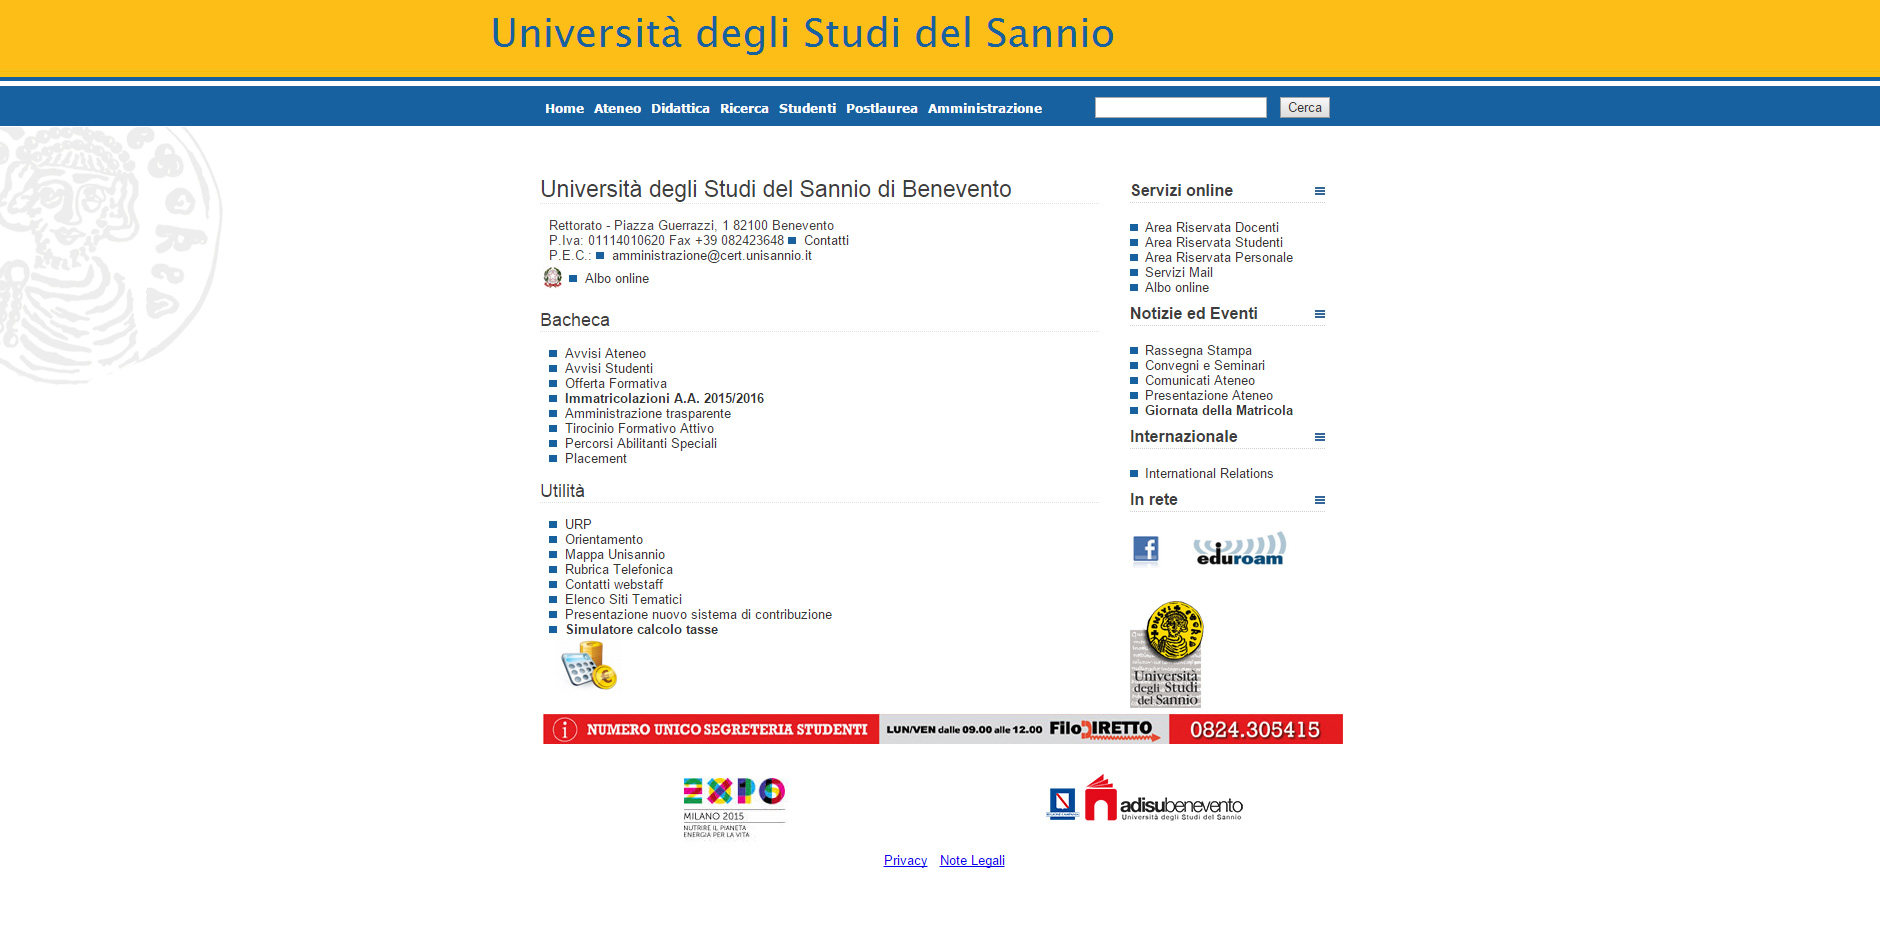 Università degli Studi del Sannio
Home Ateneo Didattica Ricerca Studenti Postlaurea Amministrazione Cerca
Università degli Studi del Sannio di Benevento
Rettorato - Piazza Guerrazzi, 1 82100 Benevento
P.Iva: 01114010620 Fax +39 082423648 Contatti
P.E.C.: amministrazione@cert.unisannio.it
Albo online
Bacheca
Avvisi Ateneo
Avvisi Studenti
Offerta Formativa
Immatricolazioni A.A. 2015/2016
Amministrazione trasparente
Tirocinio Formativo Attivo
Percorsi Abilitanti Speciali
Placement
Utilità
URP
Orientamento
Mappa Unisannio
Rubrica Telefonica
Contatti webstaff
Elenco Siti Tematici
Presentazione nuovo sistema di contribuzione
Simulatore calcolo tasse
Servizi online
Area Riservata Docenti
Area Riservata Studenti
Area Riservata Personale
Servizi Mail
Albo online
Notizie ed Eventi
Rassegna Stampa
Convegni e Seminari
Comunicati Ateneo
Presentazione Ateneo
Giornata della Matricola
Internazionale
International Relations
In rete
f
eduroam
Università
degli Studi
del Sannio
NUMERO UNICO SEGRETERIA STUDENTI LUN/VEN dalle 09.00 alle 12.00 FiloDIRETTO 0824.305415
EXPO
MILANO 2015
NUTRIRE IL PIANETA
ENERGIA PER LA VITA
adisubenevento
Università degli Studi del Sannio
Privacy Note Legali